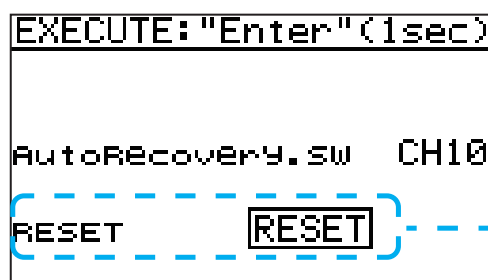 EXECUTE:"Enter"(1sec)
AutoRecovery.SW CH10
RESET RESET